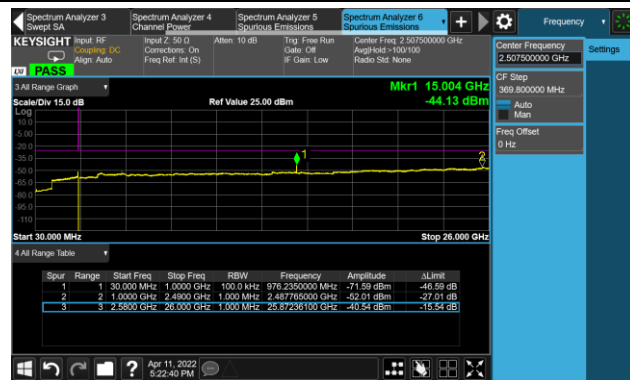 Spectrum Analyzer 3
Swept SA
Spectrum Analyzer 4
Channel Power
Spectrum Analyzer 5
Spurious Emissions
Spectrum Analyzer 6
Spurious Emissions
Frequency
KEYSIGHT
Input: RF
Coupling: DC
Align: Auto
Input Z: 50 Ω
Corrections: On
Freq Ref: Int (S)
Atten: 10 dB
Trig: Free Run
Gate: Off
IF Gain: Low
Center Freq: 2.507500000 GHz
Avg|Hold:>100/100
Radio Std: None
LXI PASS
Center Frequency
2.507500000 GHz
Settings
CF Step
369.800000 MHz
Auto
Man
Freq Offset
0 Hz
3 All Range Graph
Mkr1 15.004 GHz
Scale/Div 15.0 dB
Ref Value 25.00 dBm
-44.13 dBm
Log
10.0
-5.00
-20.0
-35.0
-50.0
-65.0
-80.0
-95.0
-110
1
2
Start 30.000 MHz
Stop 26.000 GHz
4 All Range Table
Spur Range Start Freq Stop Freq RBW Frequency Amplitude ΔLimit
1 1 30.000 MHz 1.0000 GHz 100.0 kHz 976.2350000 MHz -71.59 dBm -46.59 dB
2 2 1.0000 GHz 2.4900 GHz 1.000 MHz 2.487765000 GHz -52.01 dBm -27.01 dB
3 3 2.5800 GHz 26.000 GHz 1.000 MHz 25.87236100 GHz -40.54 dBm -15.54 dB
?
Apr 11, 2022
5:22:40 PM